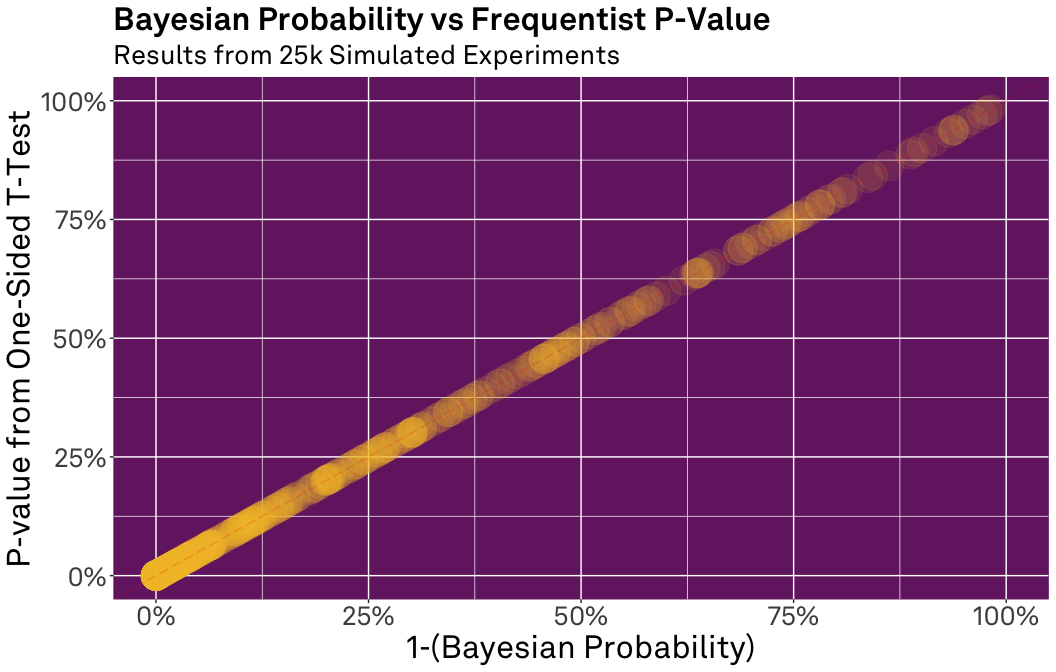 Bayesian Probability vs Frequentist P-Value
Results from 25k Simulated Experiments
P-value from One-Sided T-Test
100%
75%
50%
25%
0%
0% 25% 50% 75% 100%
1-(Bayesian Probability)